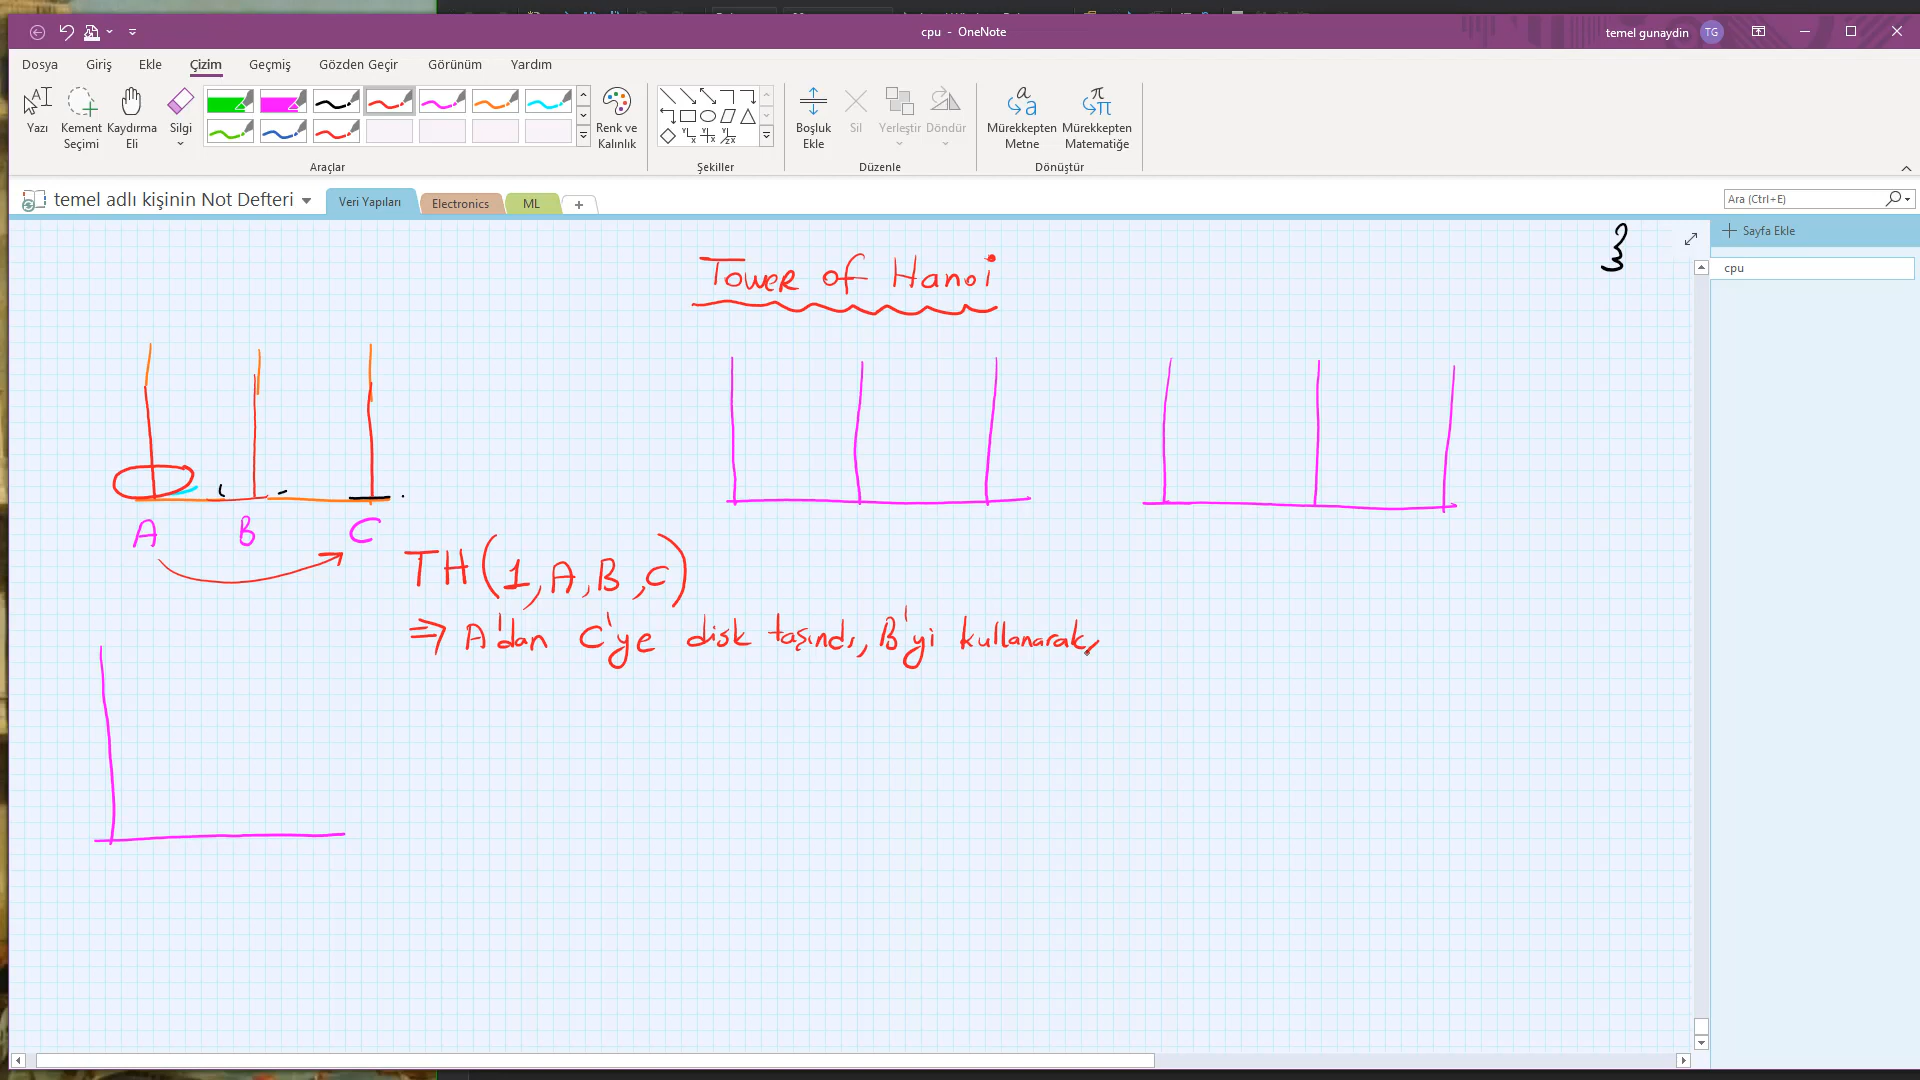 cpu - OneNote
temel gunaydin
TG
Dosya Giriş Ekle Çizim Geçmiş Gözden Geçir Görünüm Yardım
Yazı
Kement Seçimi
Kaydırma Eli
Silgi
Renk ve Kalınlık
Boşluk Ekle
Sil
Yerleştir
Döndür
Mürekkepten Metne
Mürekkepten Matematiğe
Araçlar
Şekiller
Düzenle
Dönüştür
temel adlı kişinin Not Defteri
Veri Yapıları
Electronics
ML
Ara (Ctrl+E)
Sayfa Ekle
cpu
}
Tower of Hanoi
A B C
TH(1,A,B,C)
=> A'dan C'ye disk taşındı, B'yi kullanarak